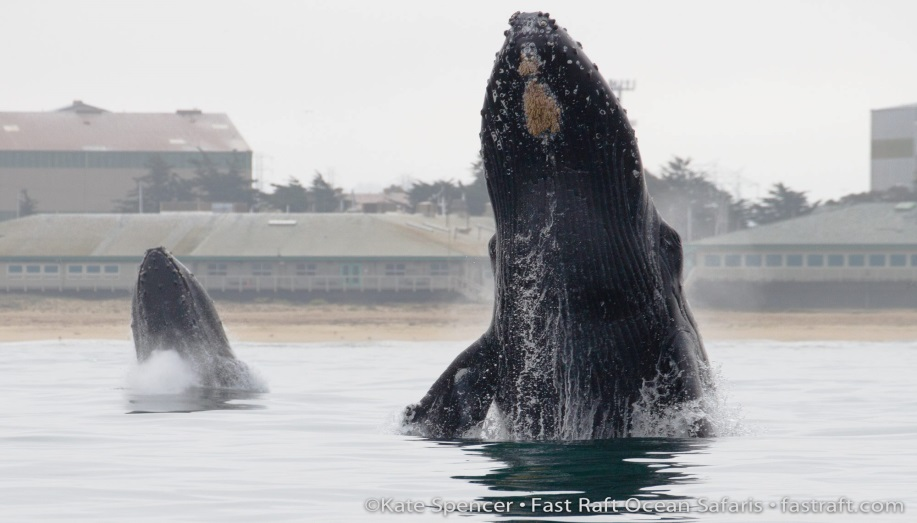 ©Kate Spencer • Fast Raft Ocean Safaris • fastraft.com